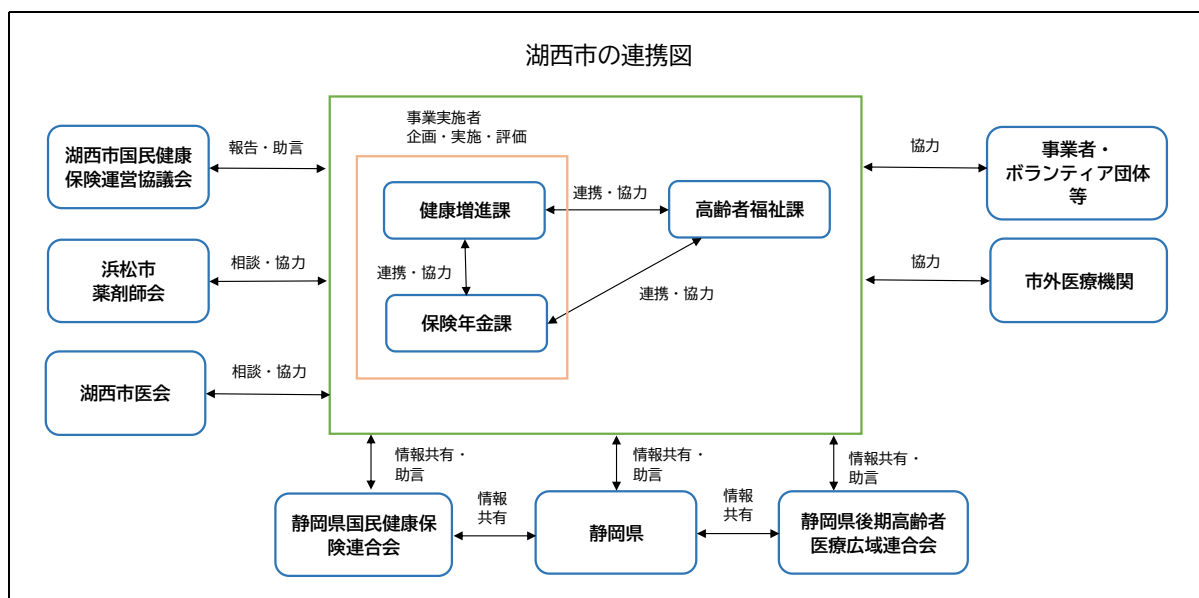 湖西市の連携図
事業実施者
企画・実施・評価
湖西市国民健康
保険運営協議会
報告・助言
健康増進課
連携・協力
高齢者福祉課
協力
事業者・
ボランティア団体
等
浜松市
薬剤師会
相談・協力
連携・協力
保険年金課
連携・協力
協力
市外医療機関
湖西市医会
相談・協力
情報共有・
助言
情報共有・
助言
情報共有・
助言
静岡県国民健康保
険連合会
情報
共有
静岡県
情報
共有
静岡県後期高齢者
医療広域連合会